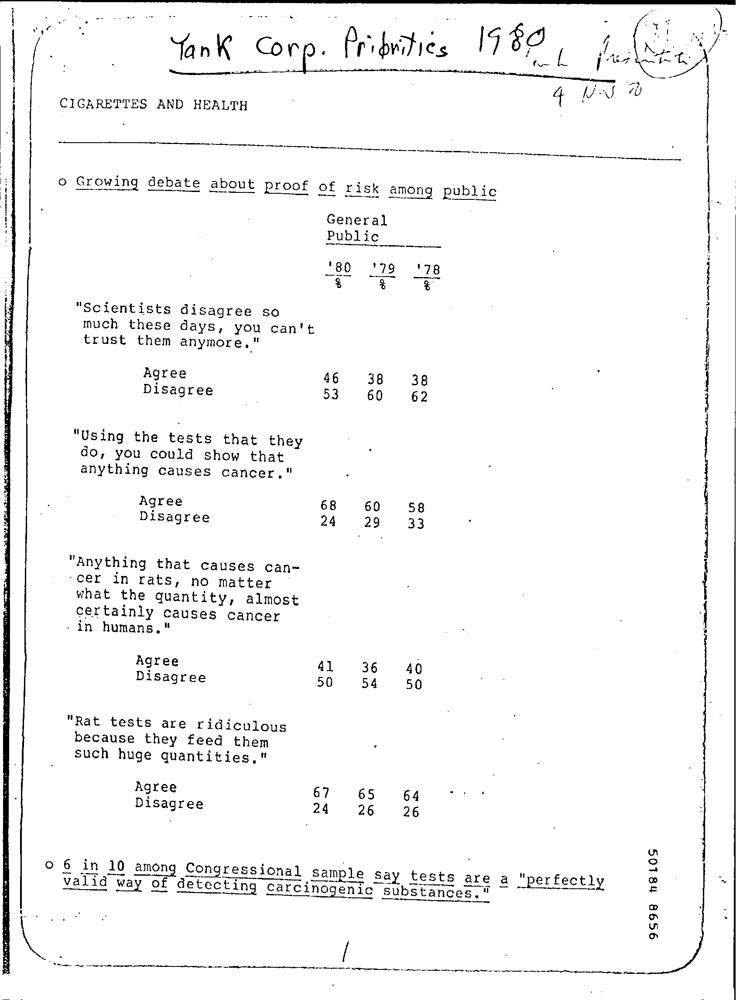 Yank Corp. Priorities 1980
CIGARETTES AND HEALTH
o Growing debate about proof of risk among public
General
Public
'80 '79 '78
% % %
"Scientists disagree so
much these days, you can't
trust them anymore."
Agree 46 38 38
Disagree 53 60 62
"Using the tests that they
do, you could show that
anything causes cancer."
Agree 68 60 58
Disagree 24 29 33
"Anything that causes can-
cer in rats, no matter
what the quantity, almost
certainly causes cancer
in humans."
Agree 41 36 40
Disagree 50 54 50
"Rat tests are ridiculous
because they feed them
such huge quantities."
Agree 67 65 64
Disagree 24 26 26
o 6 in 10 among Congressional sample say tests are a "perfectly
valid way of detecting carcinogenic substances."
50184 8656